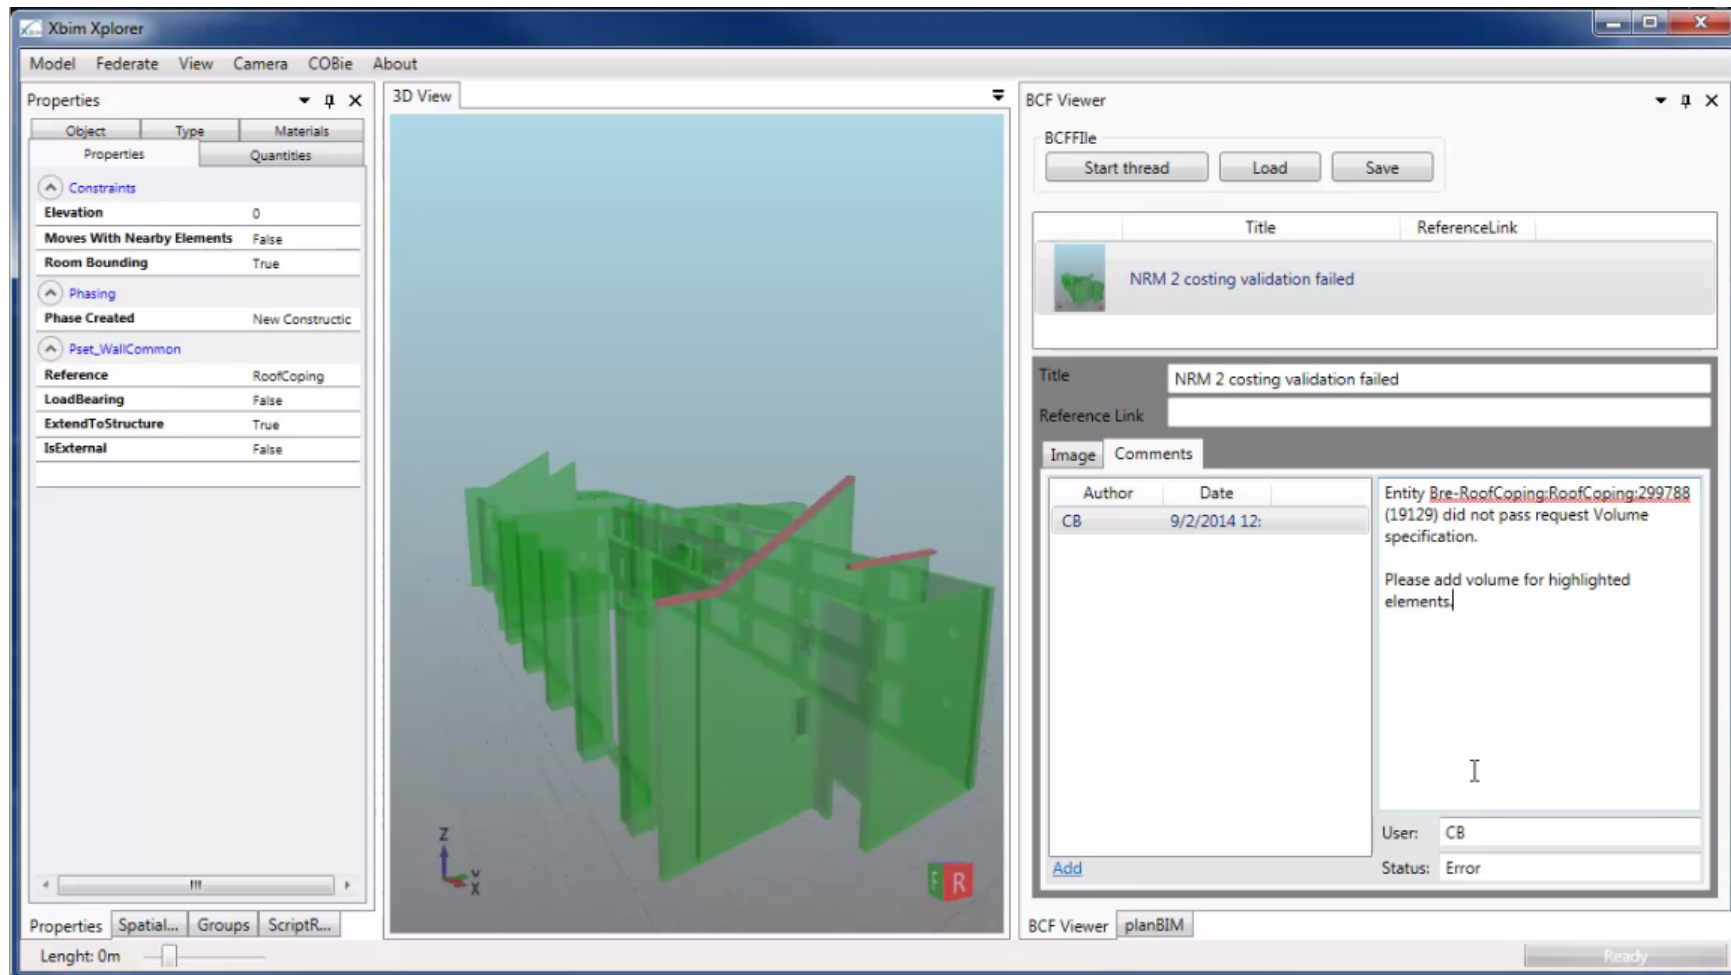 Xbim Xplorer
Model Federate View Camera COBie About
Properties
Object Type Materials
Properties Quantities
Constraints
Elevation 0
Moves With Nearby Elements False
Room Bounding True
Phasing
Phase Created New Constructic
Pset_WallCommon
Reference RoofCoping
LoadBearing False
ExtendToStructure True
IsExternal False
Properties Spatial... Groups ScriptR...
Lenght: 0m
3D View
Z
Y
X
F R
BCF Viewer
BCFFIle
Start thread Load Save
Title ReferenceLink
NRM 2 costing validation failed
Title NRM 2 costing validation failed
Reference Link
Image Comments
Author Date
CB 9/2/2014 12:
Add
Entity Bre-RoofCoping:RoofCoping:299788
(19129) did not pass request Volume
specification.
Please add volume for highlighted
elements.
User: CB
Status: Error
BCF Viewer planBIM
Ready